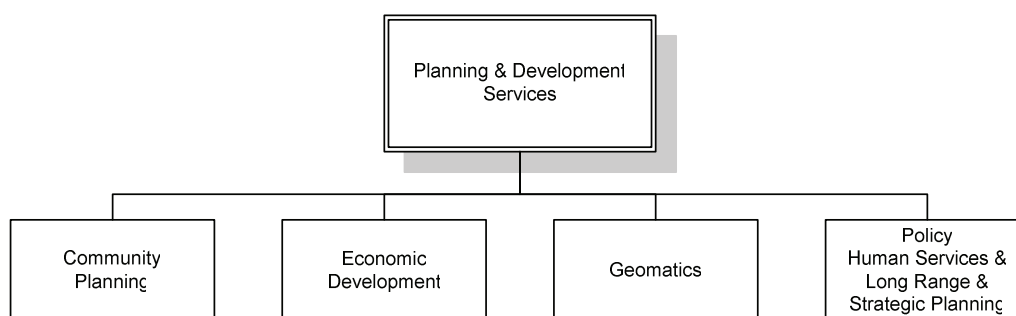 Planning & Development
Services
Community
Planning
Economic
Development
Geomatics
Policy
Human Services &
Long Range &
Strategic Planning